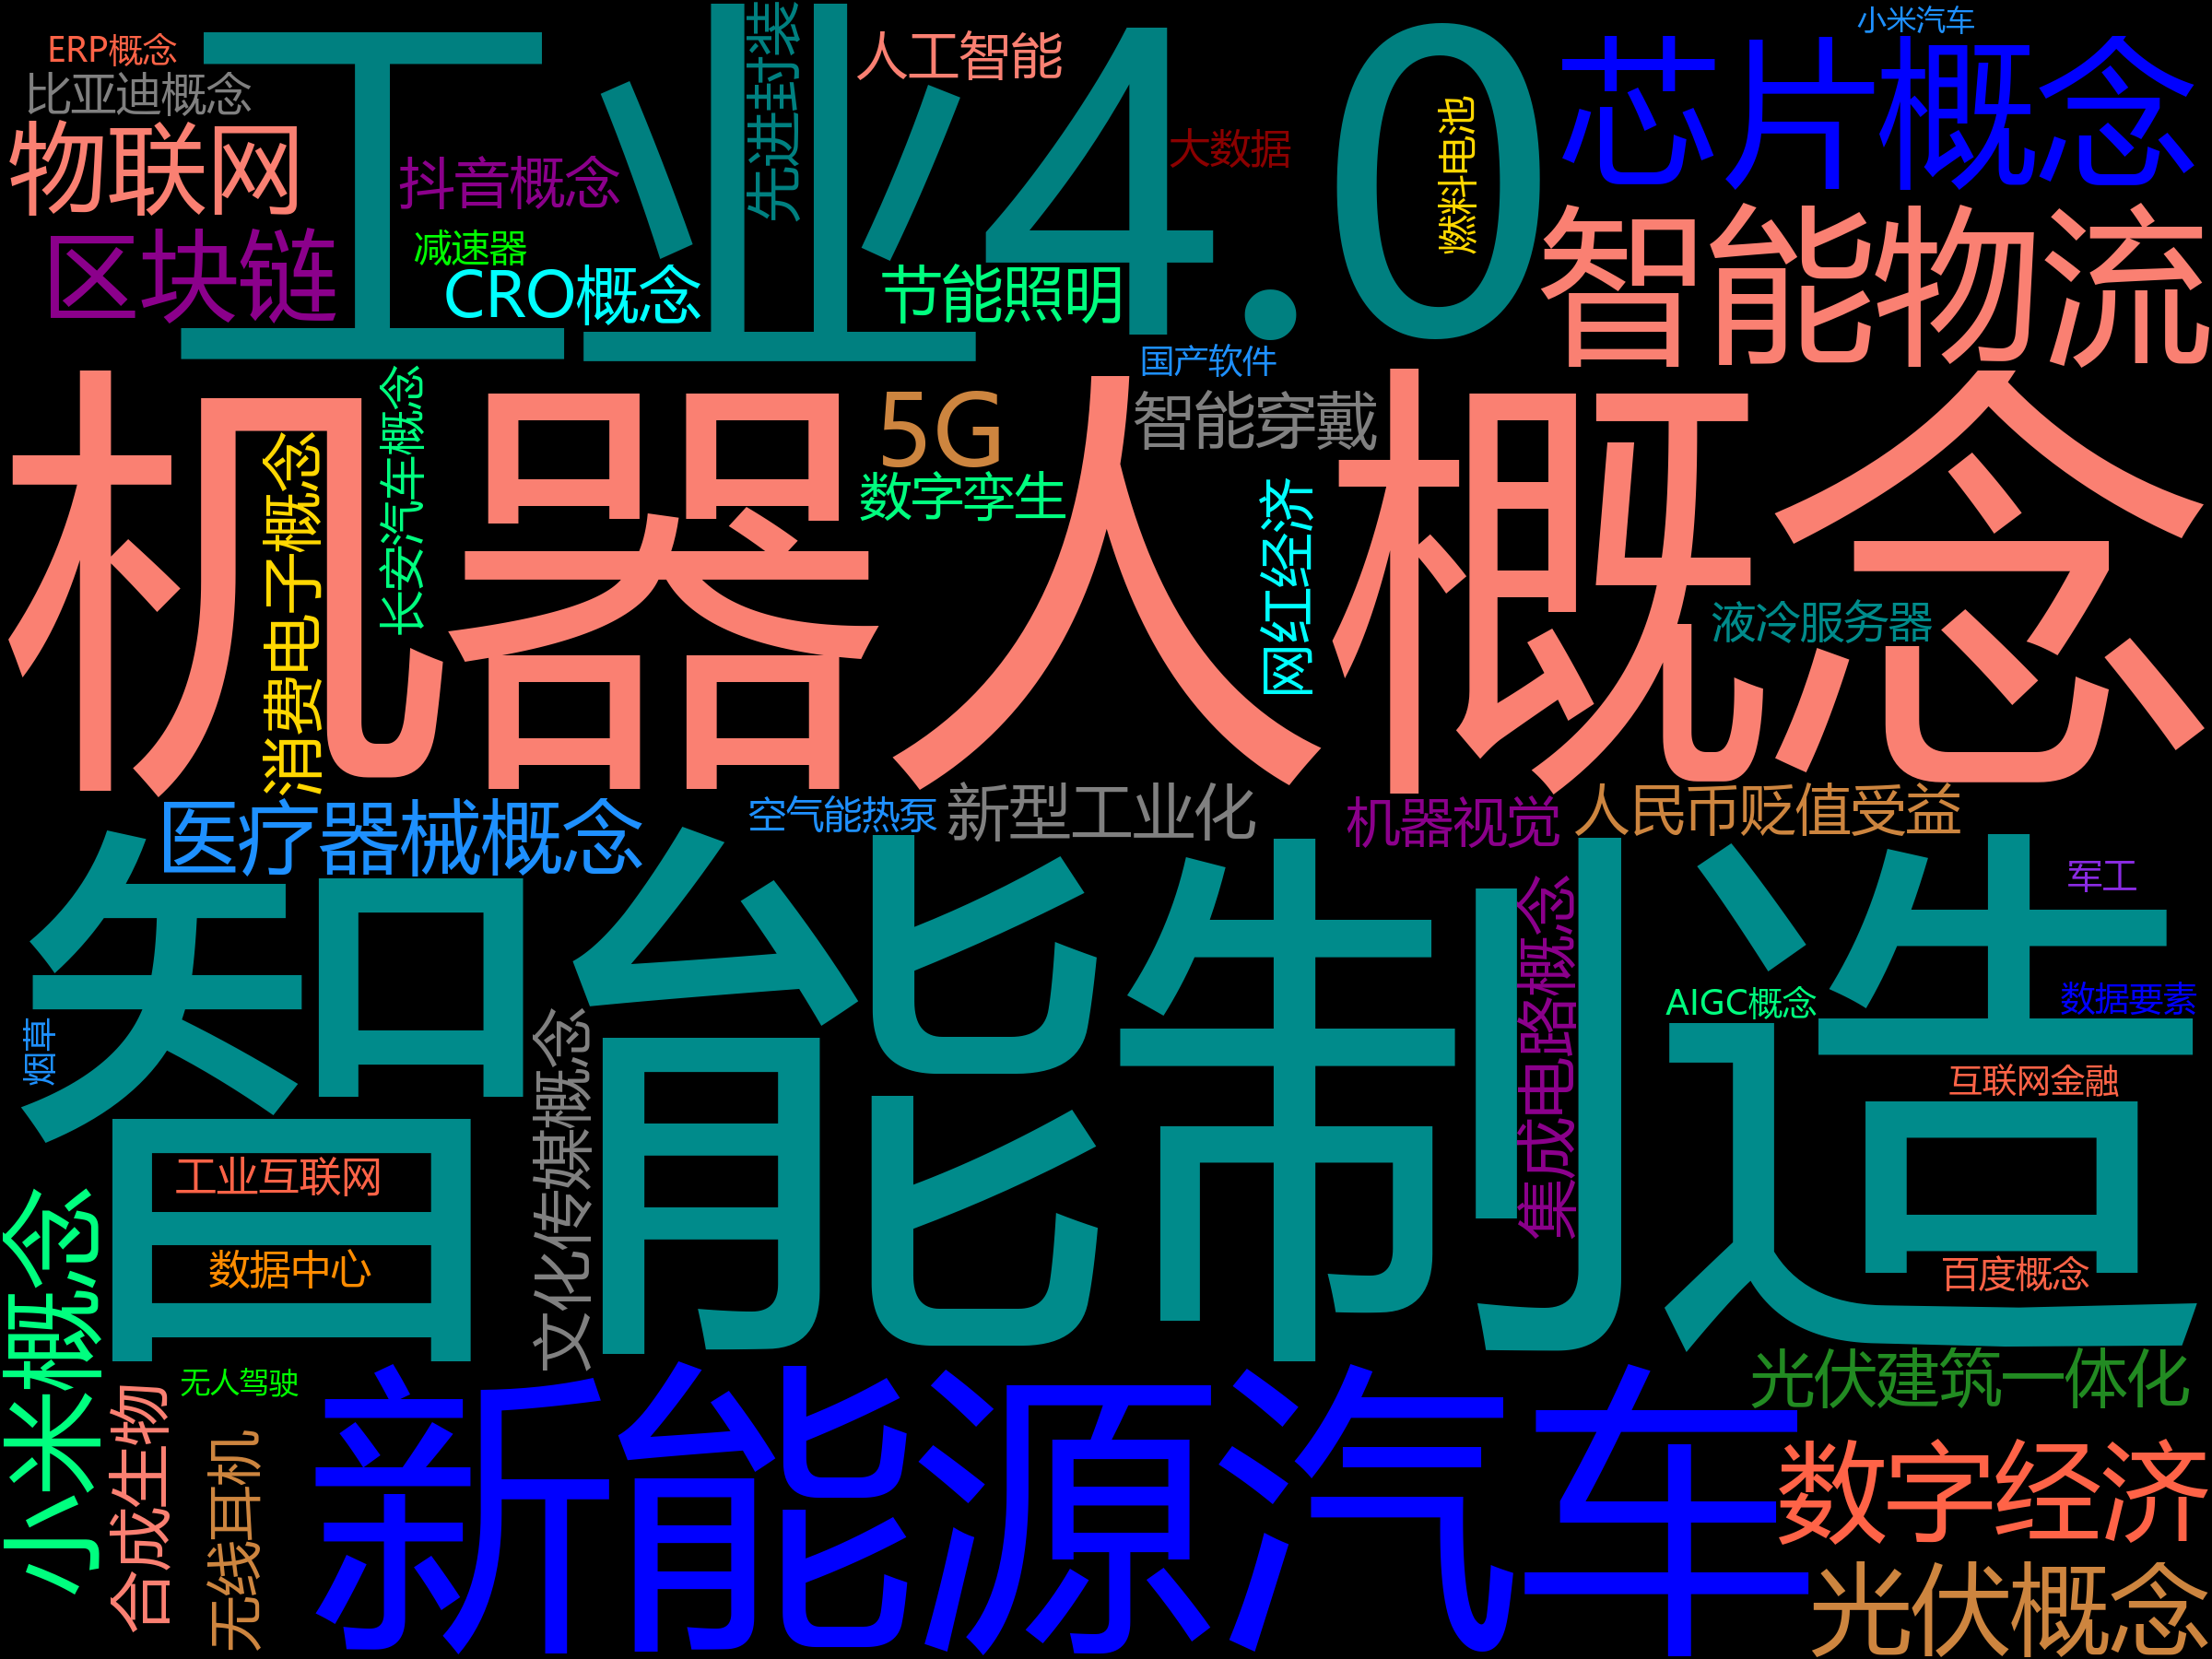 小米汽车
ERP概念
工业4.0
先进封装
人工智能
芯片概念
比亚迪概念
燃料电池
物联网
抖音概念
大数据
智能物流
区块链
减速器
CRO概念
节能照明
国产软件
机器人概念
长安汽车概念
5G
智能穿戴
消费电子概念
数字孪生
网红经济
液冷服务器
医疗器械概念
空气能热泵
新型工业化
机器视觉
人民币贬值受益
智能制造
军工
集成电路概念
AIGC概念
数据要素
烟草
文化传媒概念
互联网金融
工业互联网
数据中心
百度概念
小米概念
无人驾驶
光伏建筑一体化
新能源汽车
合成生物
无线耳机
数字经济
光伏概念